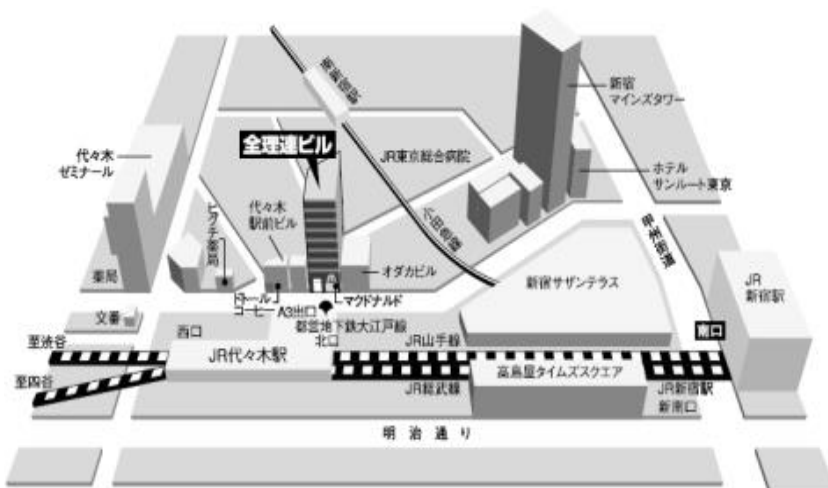 南新宿駅
新宿
マインズタワー
代々木
ゼミナール
全理連ビル
JR東京総合病院
ホテル
サンルート東京
代々木
駅前ビル
ヒグチ薬局
小田急線
甲州街道
薬局
オダカビル
新宿サザンテラス
JR
新宿駅
ドトール
コーヒー
A3出口
マクドナルド
交番
西口
都営地下鉄大江戸線
北口
南口
至渋谷
JR代々木駅
JR山手線
至四谷
JR総武線
高島屋タイムズスクエア
JR新宿駅
新南口
明治通り